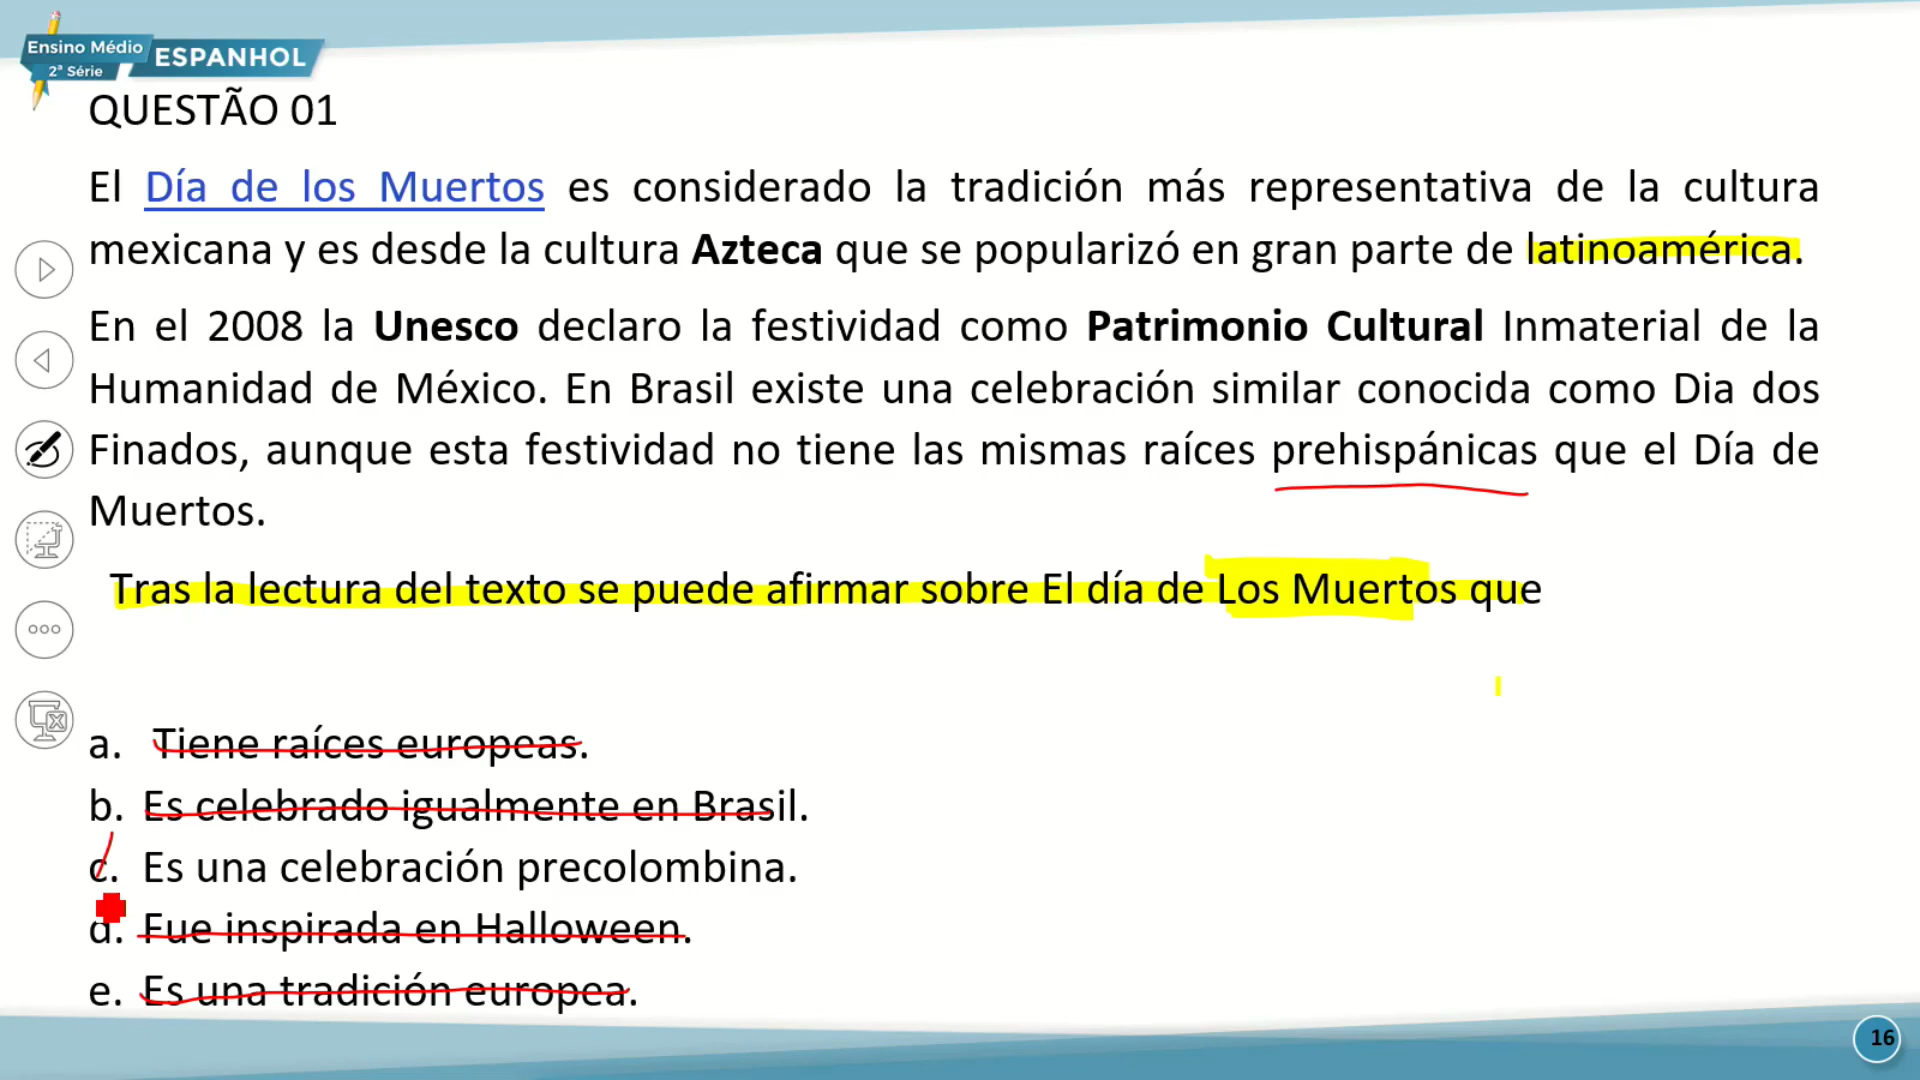 Ensino Médio
2ª Série
ESPANHOL
QUESTÃO 01
El Día de los Muertos es considerado la tradición más representativa de la cultura
mexicana y es desde la cultura Azteca que se popularizó en gran parte de latinoamérica.
En el 2008 la Unesco declaro la festividad como Patrimonio Cultural Inmaterial de la
Humanidad de México. En Brasil existe una celebración similar conocida como Dia dos
Finados, aunque esta festividad no tiene las mismas raíces prehispánicas que el Día de
Muertos.
Tras la lectura del texto se puede afirmar sobre El día de Los Muertos que
a. Tiene raíces europeas.
b. Es celebrado igualmente en Brasil.
c. Es una celebración precolombina.
d. Fue inspirada en Halloween.
e. Es una tradición europea.
16